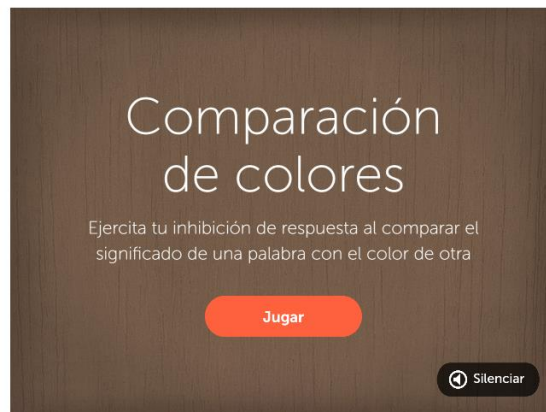 Comparación
de colores
Ejercita tu inhibición de respuesta al comparar el
significado de una palabra con el color de otra
Jugar
Silenciar